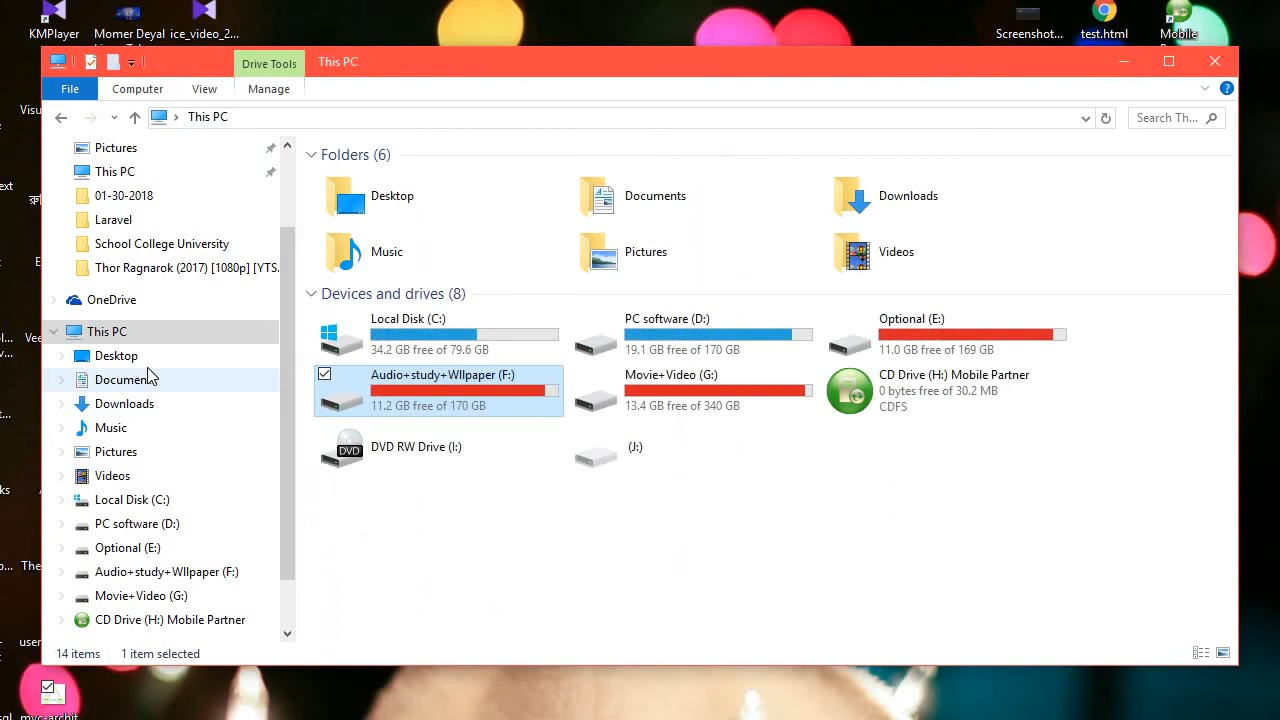 KMPlayer
Momer Deyal
ice_video_2...
Screenshot...
test.html
Mobile
Drive Tools
This PC
File
Computer
View
Manage
This PC
Search Th...
Pictures
This PC
01-30-2018
Laravel
School College University
Thor Ragnarok (2017) [1080p] [YTS.
OneDrive
This PC
Desktop
Documents
Downloads
Music
Pictures
Videos
Local Disk (C:)
PC software (D:)
Optional (E:)
Audio+study+Wllpaper (F:)
Movie+Video (G:)
CD Drive (H:) Mobile Partner
Folders (6)
Desktop
Documents
Downloads
Music
Pictures
Videos
Devices and drives (8)
Local Disk (C:)
34.2 GB free of 79.6 GB
PC software (D:)
19.1 GB free of 170 GB
Optional (E:)
11.0 GB free of 169 GB
Audio+study+Wllpaper (F:)
11.2 GB free of 170 GB
Movie+Video (G:)
13.4 GB free of 340 GB
CD Drive (H:) Mobile Partner
0 bytes free of 30.2 MB
CDFS
DVD
DVD RW Drive (I:)
(J:)
14 items
1 item selected